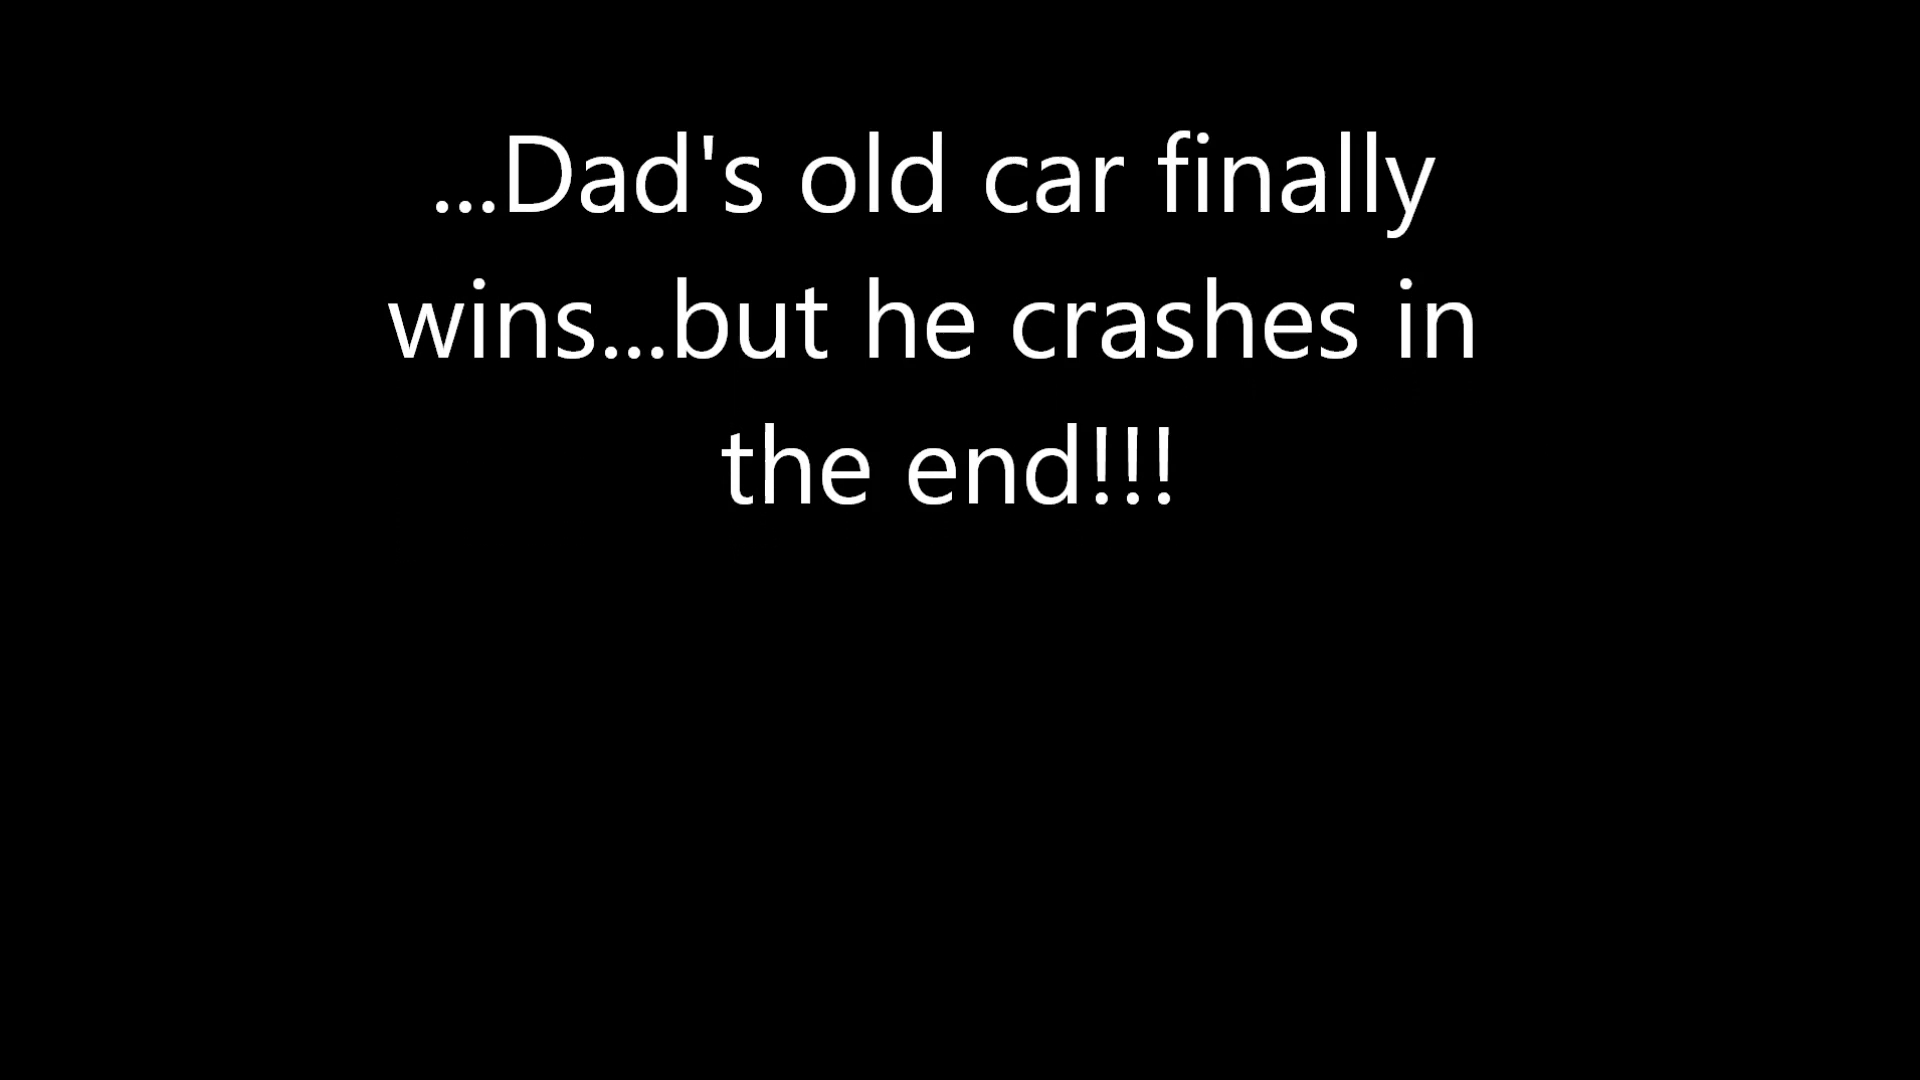 ...Dad's old car finally
wins...but he crashes in
the end!!!